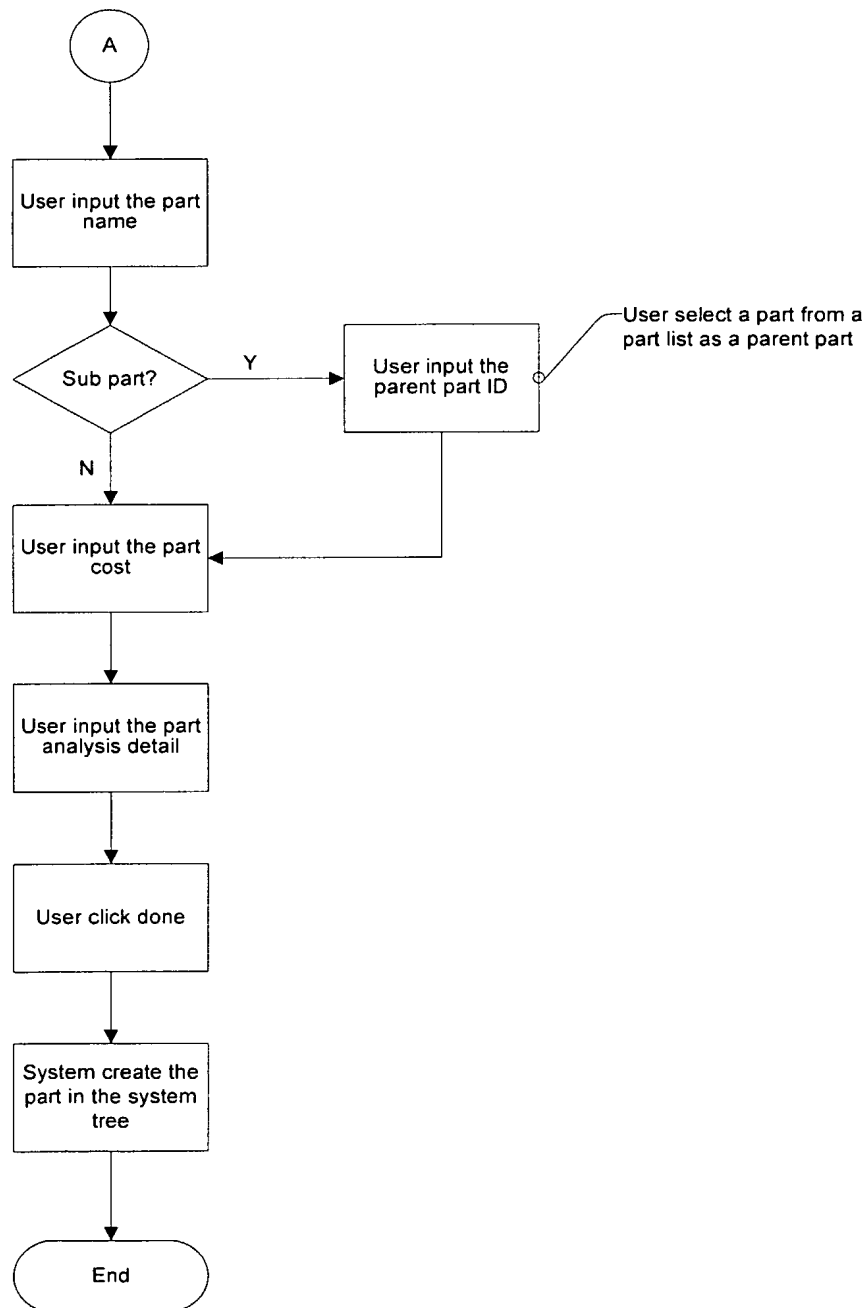 A
User input the part
name
Sub part?
Y
User input the
parent part ID
User select a part from a
part list as a parent part
N
User input the part
cost
User input the part
analysis detail
User click done
System create the
part in the system
tree
End